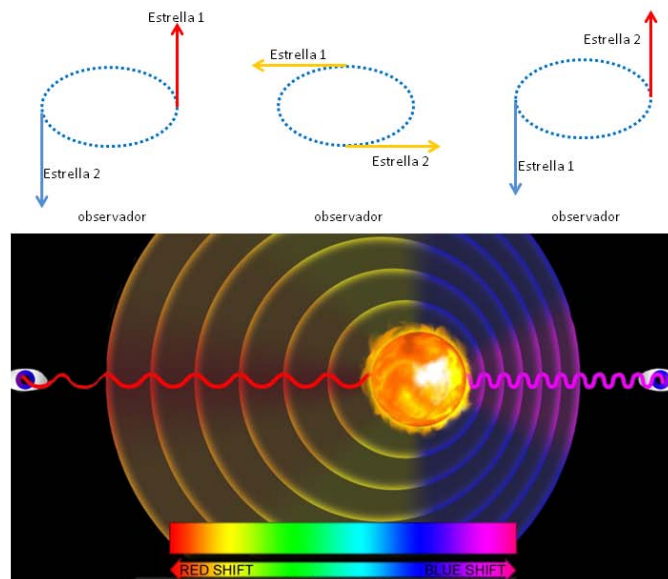 Estrella 1
Estrella 2
observador
Estrella 1
Estrella 2
observador
Estrella 2
Estrella 1
observador
RED SHIFT
BLUE SHIFT